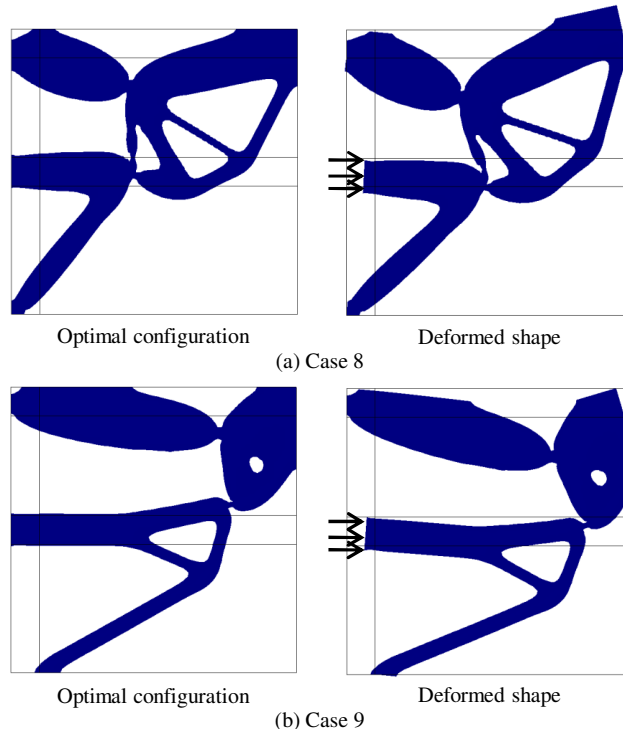 Optimal configuration
Deformed shape
(a) Case 8
Optimal configuration
Deformed shape
(b) Case 9